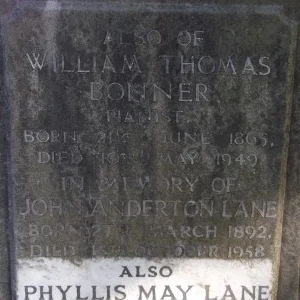 ALSO OF
WILLIAM THOMAS
BONNER
PIANIST.
BORN JUNE 1865,
DIED MAY 1949.
IN MEMORY OF
JOHN ANDERTON LANE
BORN MARCH 1892,
DIED OCTOBER 1958
ALSO
PHYLLIS MAY LANE